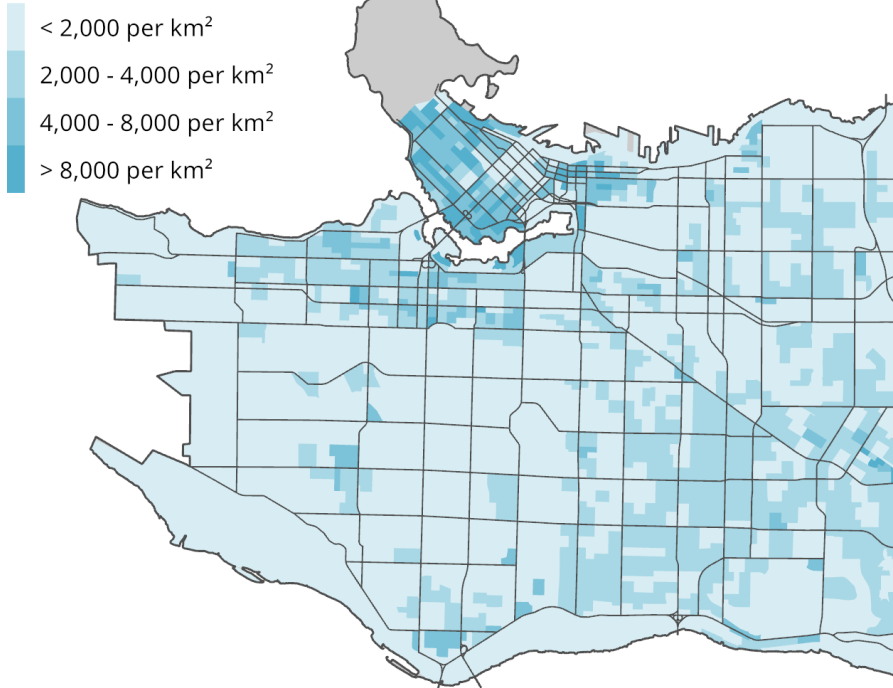 < 2,000 per km²
2,000 - 4,000 per km²
4,000 - 8,000 per km²
> 8,000 per km²